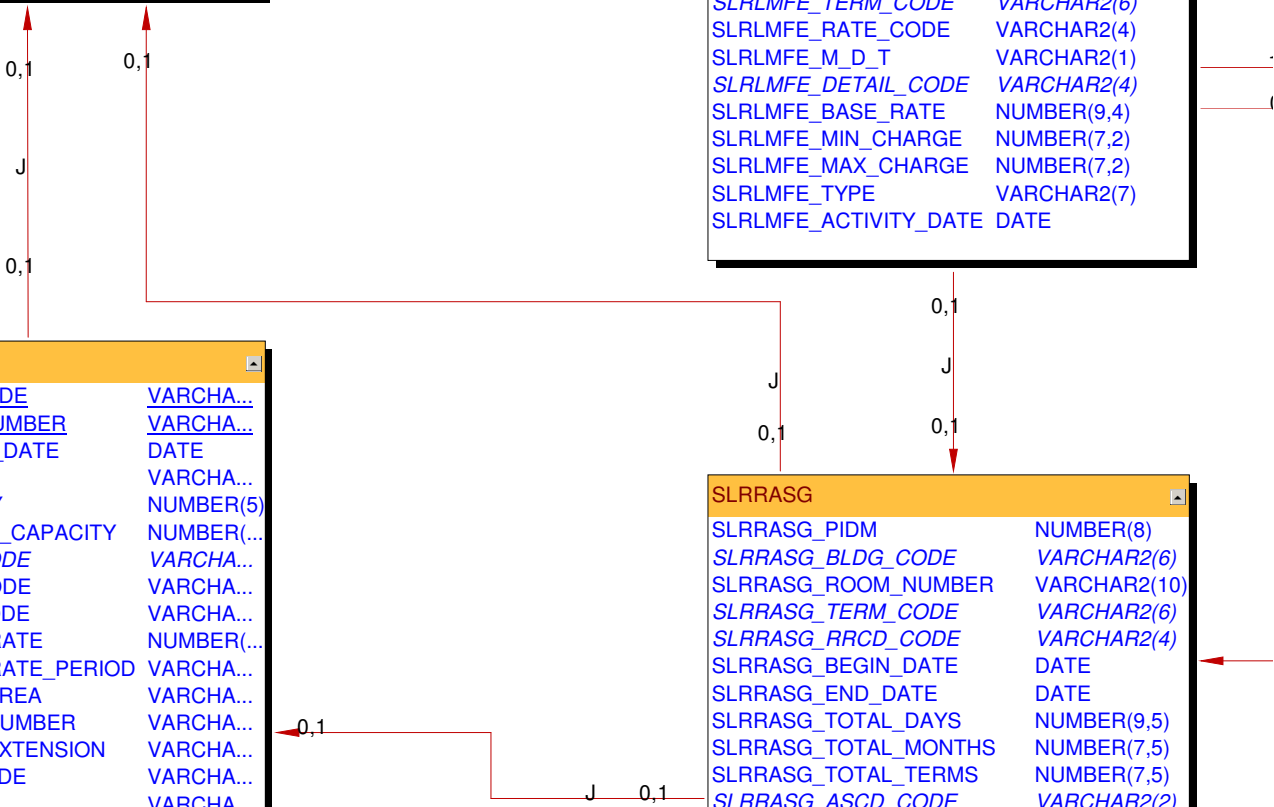 SLRLMFE_TERM_CODE VARCHAR2(6)
SLRLMFE_RATE_CODE VARCHAR2(4)
SLRLMFE_M_D_T VARCHAR2(1)
SLRLMFE_DETAIL_CODE VARCHAR2(4)
SLRLMFE_BASE_RATE NUMBER(9,4)
SLRLMFE_MIN_CHARGE NUMBER(7,2)
SLRLMFE_MAX_CHARGE NUMBER(7,2)
SLRLMFE_TYPE VARCHAR2(7)
SLRLMFE_ACTIVITY_DATE DATE
0,1
0,1
J
0,1
0,1
J
0,1
J
0,1
DE VARCHA...
UMBER VARCHA...
_DATE DATE
VARCHA...
Y NUMBER(5)
_CAPACITY NUMBER(...
DE VARCHA...
DE VARCHA...
DE VARCHA...
ATE NUMBER(...
ATE_PERIOD VARCHA...
REA VARCHA...
UMBER VARCHA...
XTENSION VARCHA...
DE VARCHA...
VARCHA
0,1
J 0,1
SLRRASG
SLRRASG_PIDM NUMBER(8)
SLRRASG_BLDG_CODE VARCHAR2(6)
SLRRASG_ROOM_NUMBER VARCHAR2(10)
SLRRASG_TERM_CODE VARCHAR2(6)
SLRRASG_RRCD_CODE VARCHAR2(4)
SLRRASG_BEGIN_DATE DATE
SLRRASG_END_DATE DATE
SLRRASG_TOTAL_DAYS NUMBER(9,5)
SLRRASG_TOTAL_MONTHS NUMBER(7,5)
SLRRASG_TOTAL_TERMS NUMBER(7,5)
SLRRASG_ASCD_CODE VARCHAR2(2)